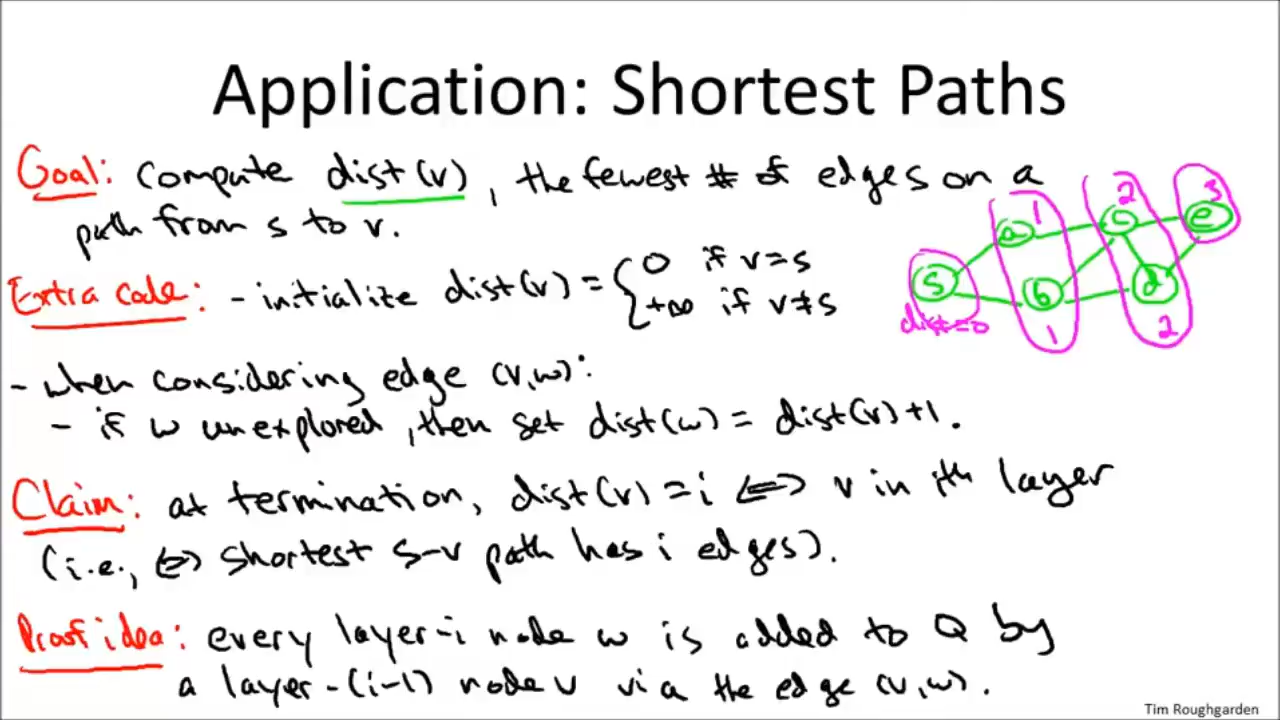 Application: Shortest Paths
Goal: compute dist(v), the fewest # of edges on a
path from s to v.
Extra code: - initialize dist(v) = { 0 if v=s
+∞ if v≠s
- when considering edge (v,w):
- if w unexplored, then set dist(w) = dist(v)+1.
Claim: at termination, dist(v) = i <=> v in ith layer
(i.e., <=> shortest s-v path has i edges).
Proof idea: every layer-i node w is added to Q by
a layer-(i-1) node v via the edge (v,w).
1 2 3
a c e
s b d
dist=0 1 2
Tim Roughgarden